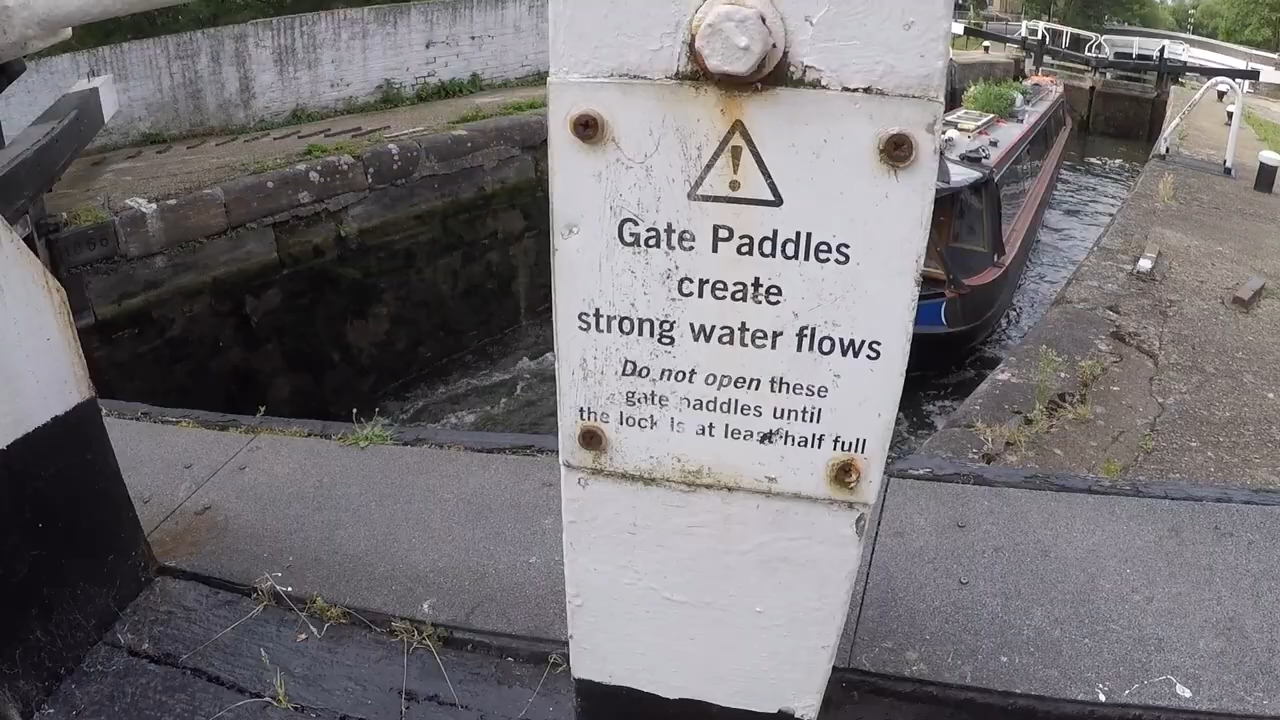 Gate Paddles
create
strong water flows
Do not open these
gate paddles until
the lock is at least half full